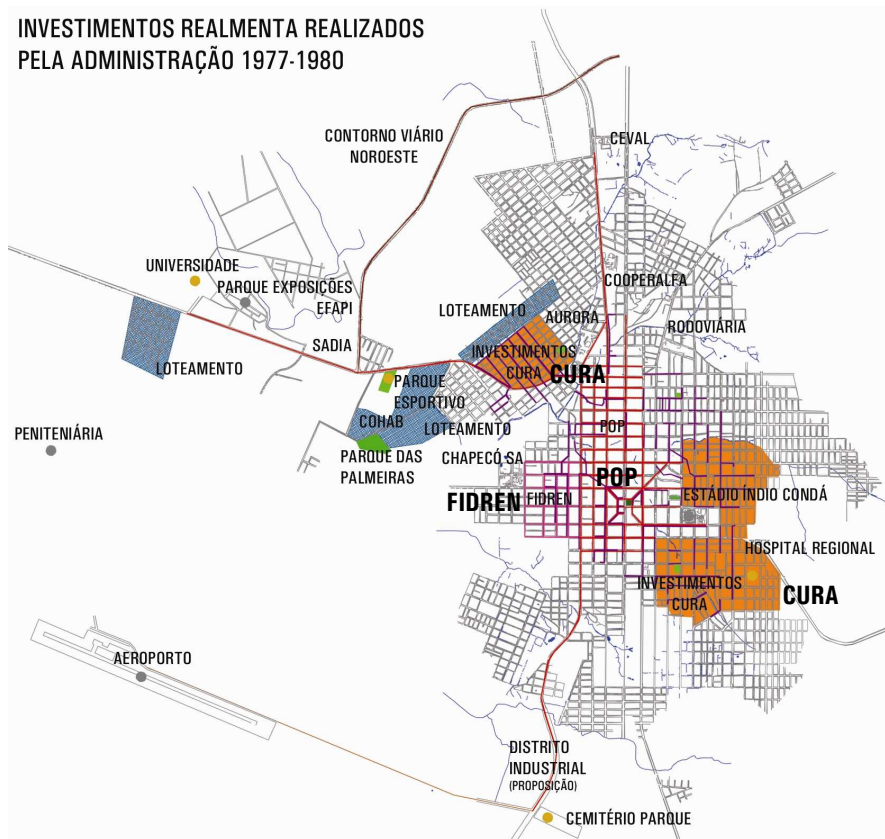 INVESTIMENTOS REALMENTA REALIZADOS
PELA ADMINISTRAÇÃO 1977-1980
CONTORNO VIÁRIO
NOROESTE
CEVAL
UNIVERSIDADE
PARQUE EXPOSIÇÕES
EFAPI
COOPERALFA
LOTEAMENTO
AURORA
RODOVIÁRIA
SADIA
INVESTIMENTOS
CURA
CURA
LOTEAMENTO
PARQUE
ESPORTIVO
COHAB
LOTEAMENTO
POP
PENITENIÁRIA
PARQUE DAS
PALMEIRAS
CHAPECÓ SA
POP
FIDREN
FIDREN
ESTÁDIO ÍNDIO CONDÁ
HOSPITAL REGIONAL
INVESTIMENTOS
CURA
CURA
AEROPORTO
DISTRITO
INDUSTRIAL
(PROPOSIÇÃO)
CEMITÉRIO PARQUE